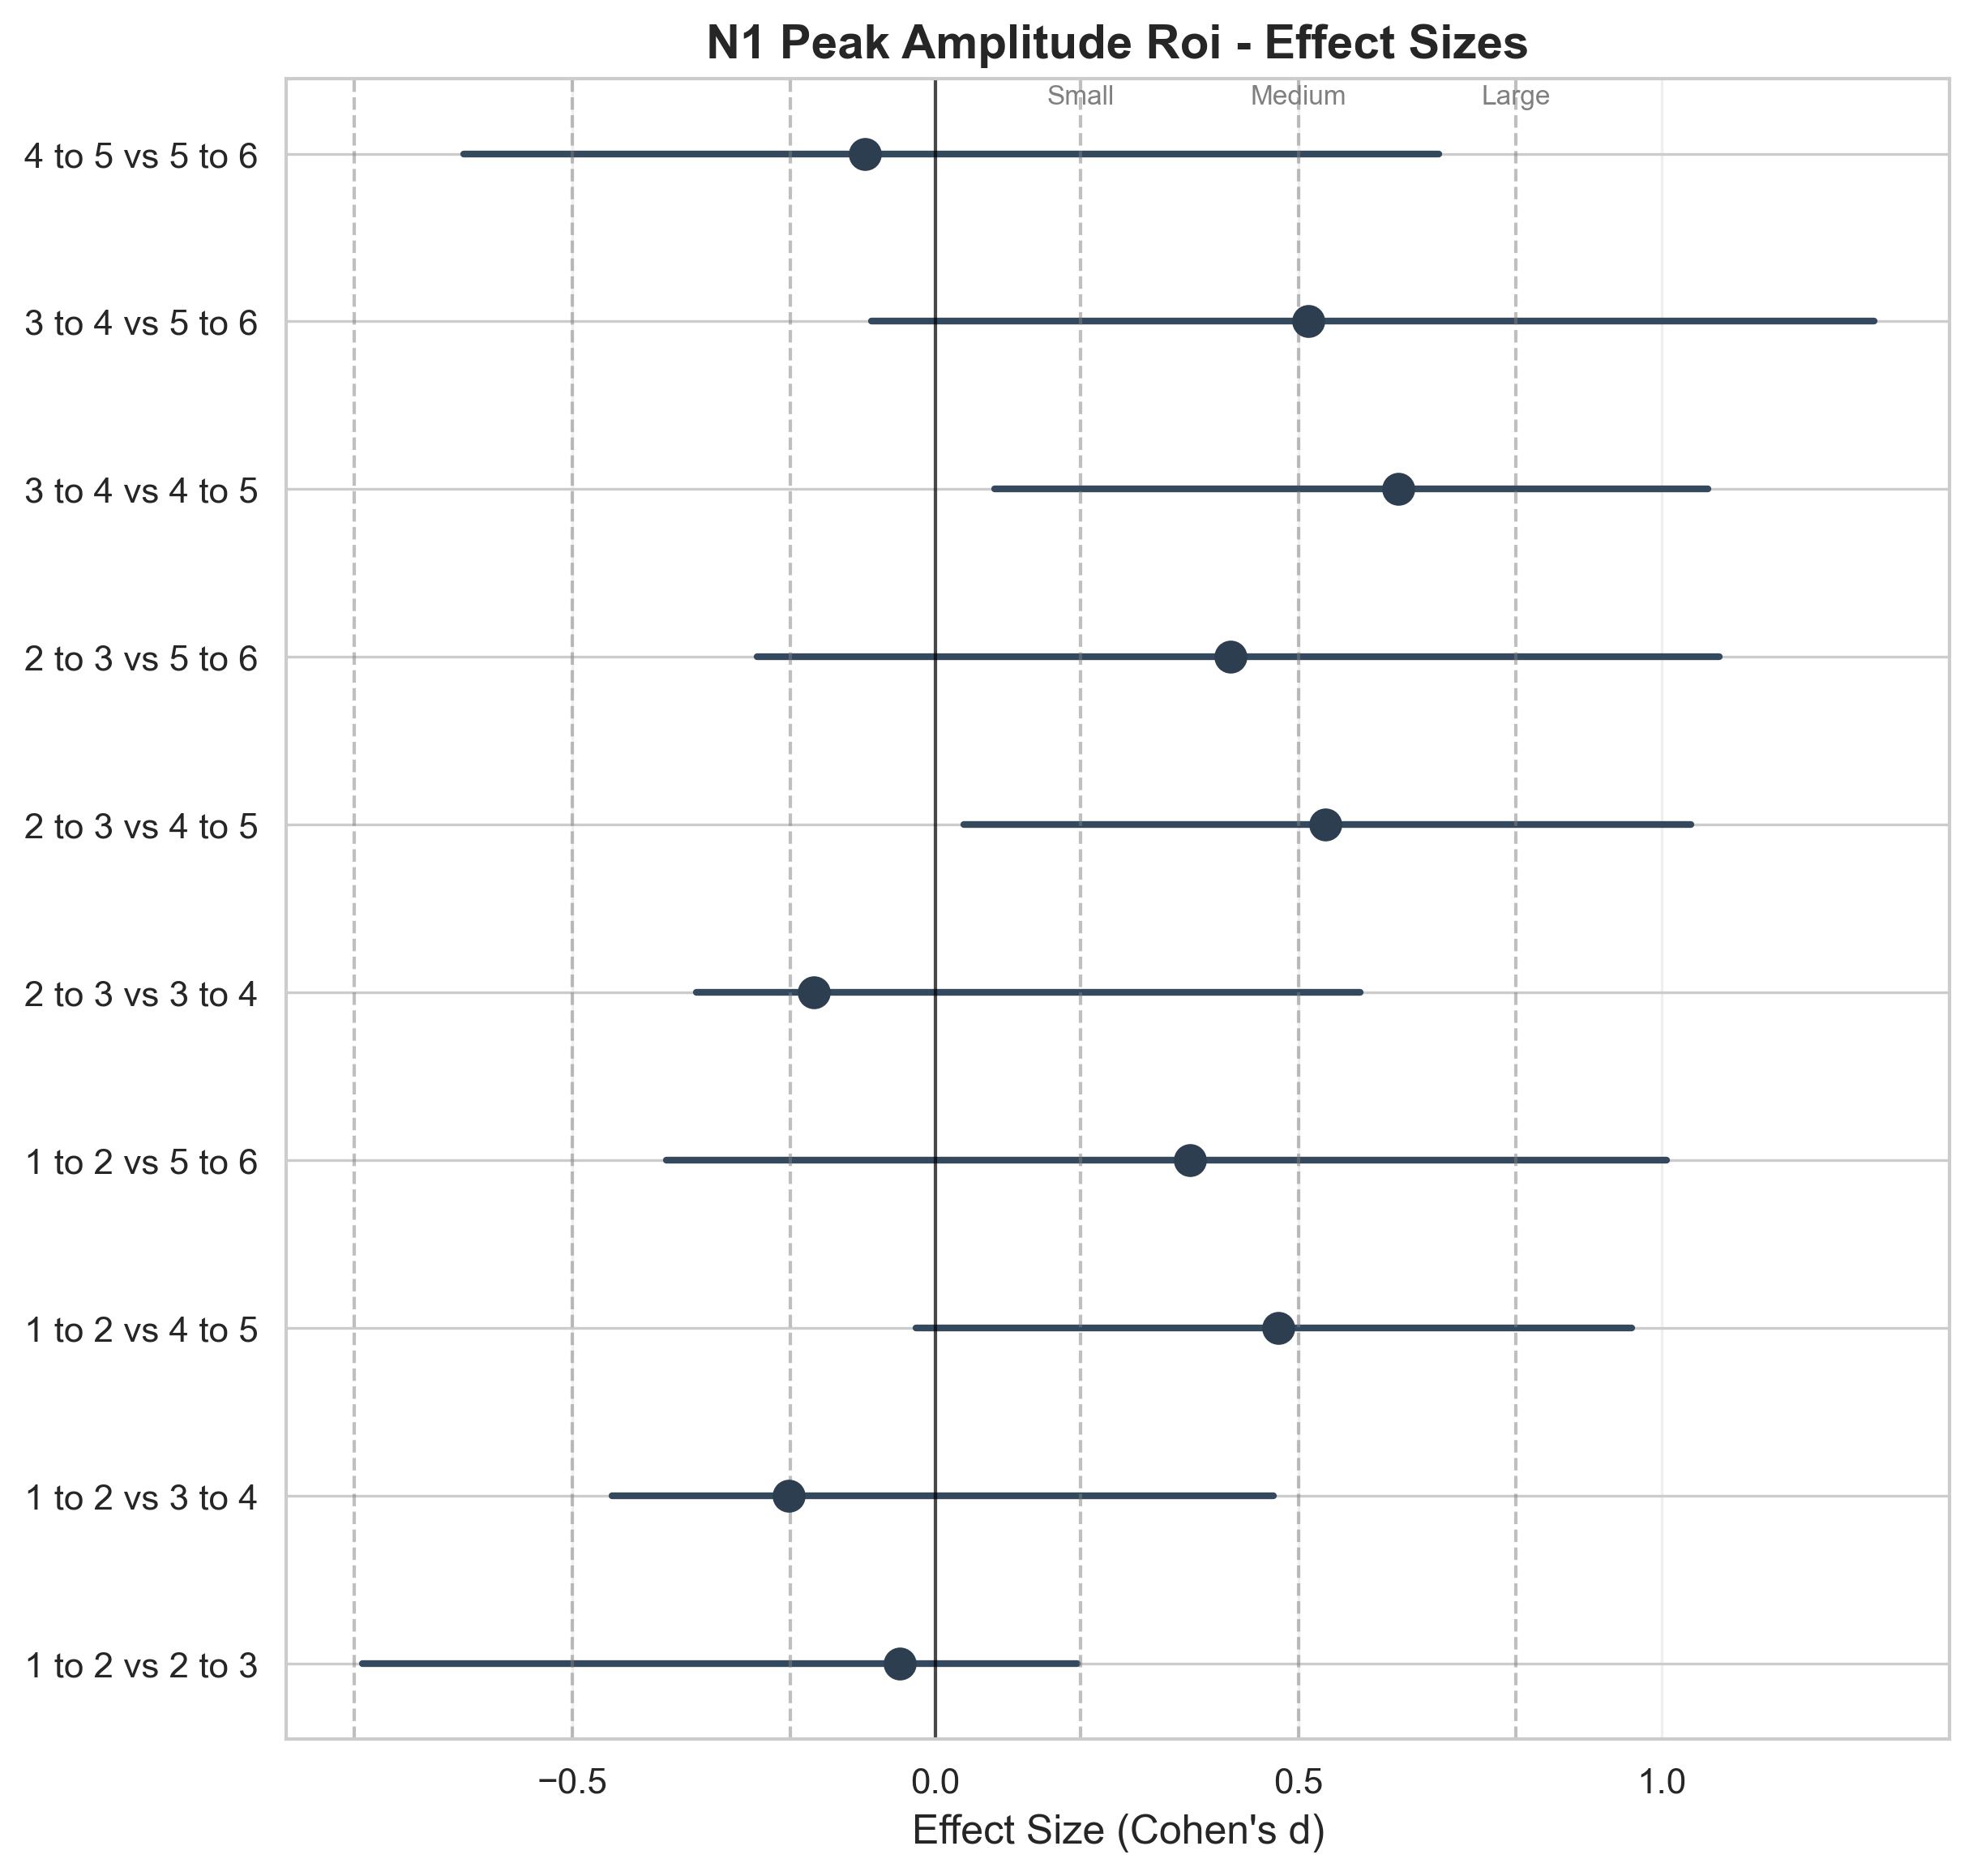 N1 Peak Amplitude Roi - Effect Sizes
Small Medium Large
4 to 5 vs 5 to 6
3 to 4 vs 5 to 6
3 to 4 vs 4 to 5
2 to 3 vs 5 to 6
2 to 3 vs 4 to 5
2 to 3 vs 3 to 4
1 to 2 vs 5 to 6
1 to 2 vs 4 to 5
1 to 2 vs 3 to 4
1 to 2 vs 2 to 3
−0.5 0.0 0.5 1.0
Effect Size (Cohen's d)